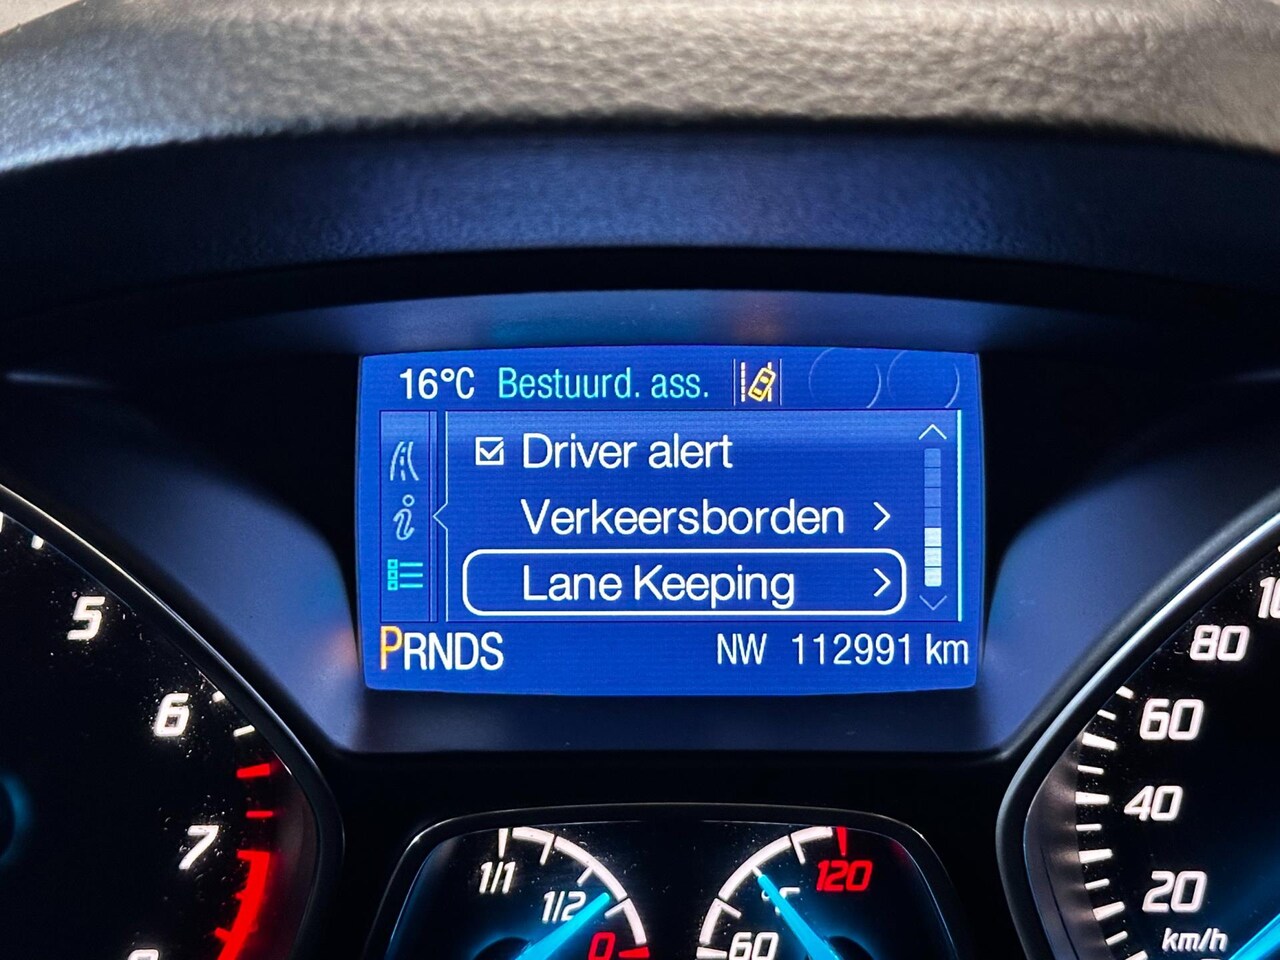 16°C Bestuurd. ass.
Driver alert
Verkeersborden
Lane Keeping
PRNDS NW 112991 km
5
6
7
1/1
1/2
0
60
°C
120
80
60
40
20
km/h